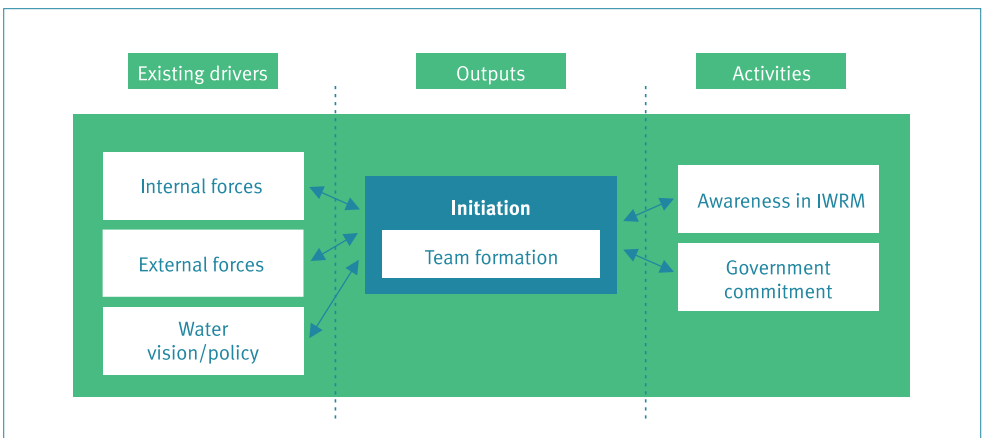 Existing drivers
Outputs
Activities
Internal forces
External forces
Water
vision/policy
Initiation
Team formation
Awareness in IWRM
Government
commitment